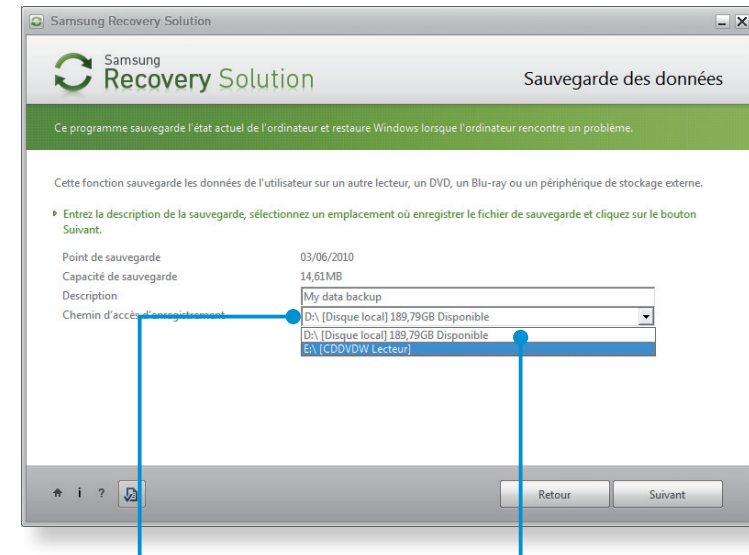 Samsung Recovery Solution
Samsung
Recovery Solution
Sauvegarde des données
Ce programme sauvegarde l'état actuel de l'ordinateur et restaure Windows lorsque l'ordinateur rencontre un problème.
Cette fonction sauvegarde les données de l'utilisateur sur un autre lecteur, un DVD, un Blu-ray ou un périphérique de stockage externe.
Entrez la description de la sauvegarde, sélectionnez un emplacement où enregistrer le fichier de sauvegarde et cliquez sur le bouton
Suivant.
Point de sauvegarde 03/06/2010
Capacité de sauvegarde 14,61MB
Description My data backup
Chemin d'accès d'enregistrement D:\ [Disque local] 189,79GB Disponible
D:\ [Disque local] 189,79GB Disponible
E:\ [CDDVDW Lecteur]
i ? Retour Suivant